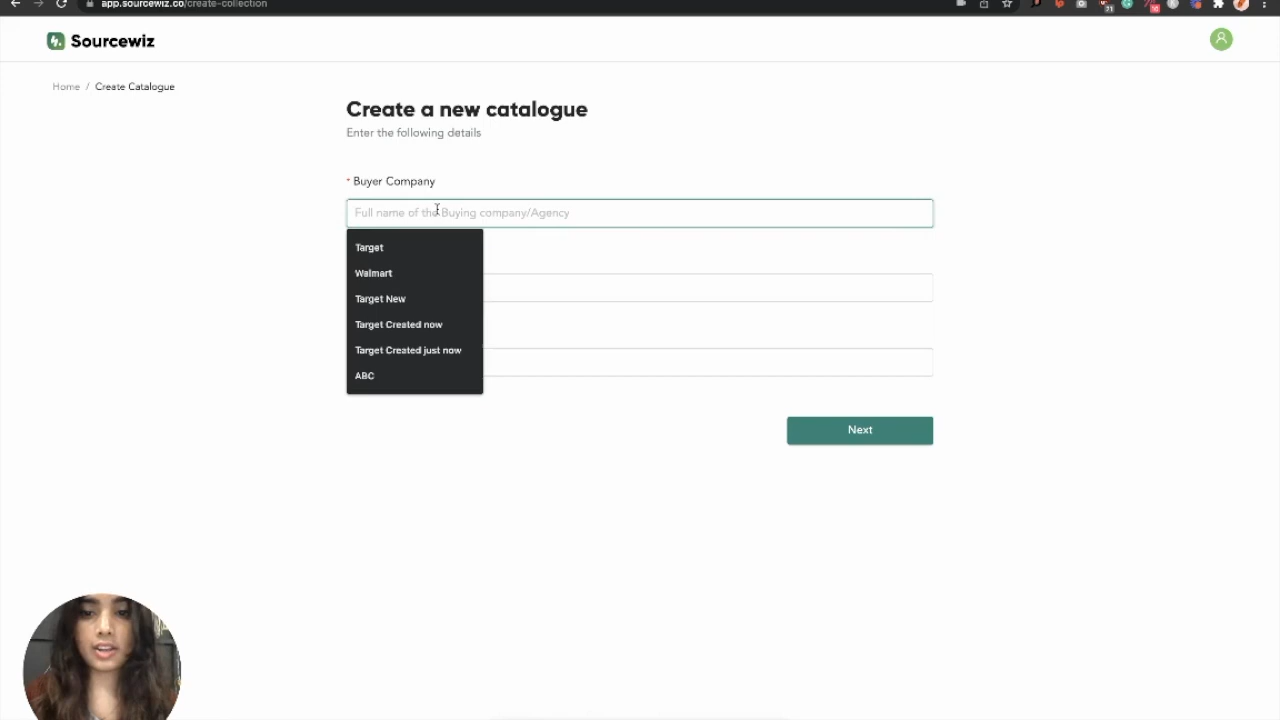 app.sourcewiz.co/create-collection
Sourcewiz
Home / Create Catalogue
Create a new catalogue
Enter the following details
* Buyer Company
Full name of the Buying company/Agency
Target
Walmart
Target New
Target Created now
Target Created just now
ABC
Next